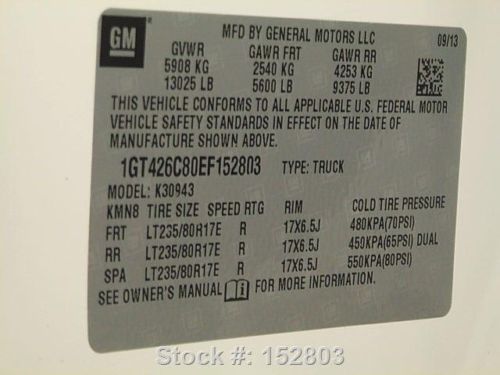 GM
MFD BY GENERAL MOTORS LLC
09/13
GVWR GAWR FRT GAWR RR
5908 KG 2540 KG 4253 KG
13025 LB 5600 LB 9375 LB
THIS VEHICLE CONFORMS TO ALL APPLICABLE U.S. FEDERAL MOTOR
VEHICLE SAFETY STANDARDS IN EFFECT ON THE DATE OF
MANUFACTURE SHOWN ABOVE.
1GT426C80EF152803 TYPE: TRUCK
MODEL: K30943
KMN8 TIRE SIZE SPEED RTG RIM COLD TIRE PRESSURE
FRT LT235/80R17E R 17X6.5J 480KPA(70PSI)
RR LT235/80R17E R 17X6.5J 450KPA(65PSI) DUAL
SPA LT235/80R17E R 17X6.5J 550KPA(80PSI)
SEE OWNER'S MANUAL FOR MORE INFORMATION.
Stock #: 152803